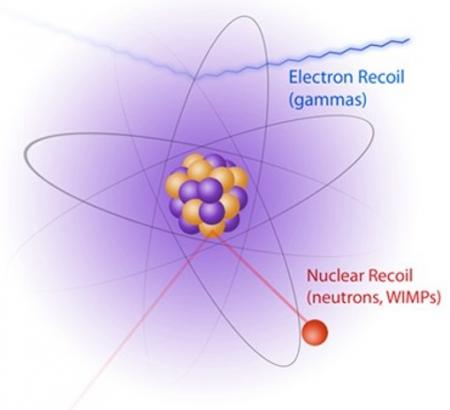 Electron Recoil
(gammas)
Nuclear Recoil
(neutrons, WIMPs)